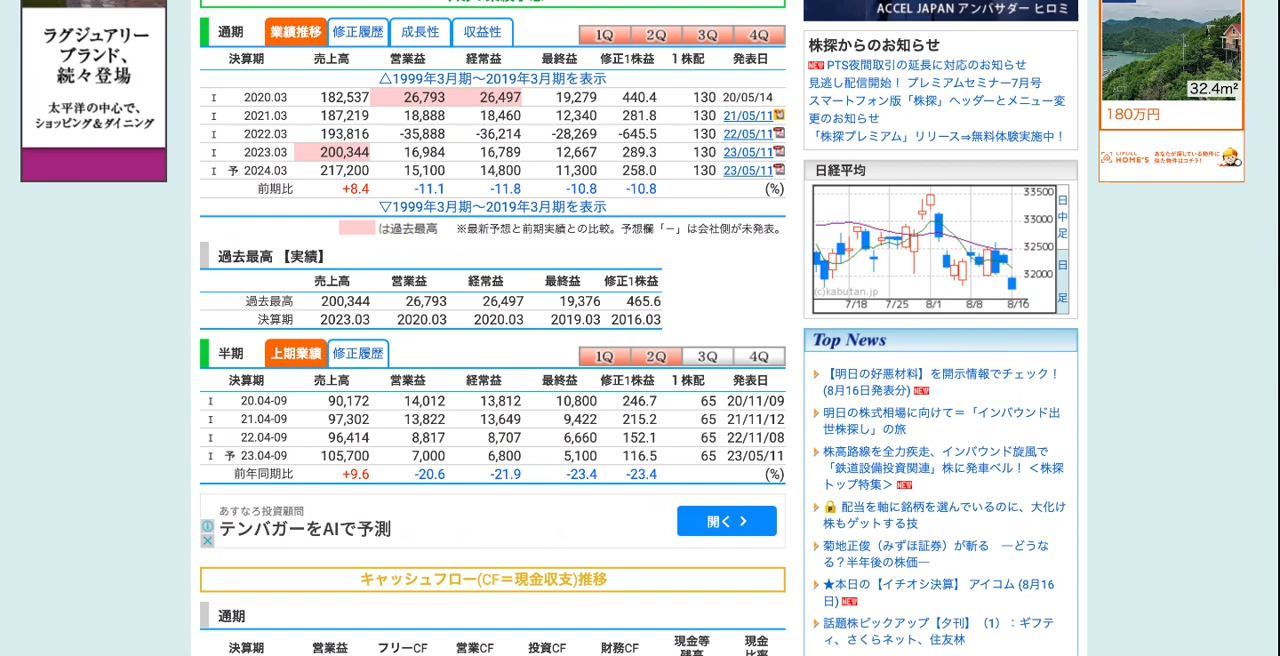 ACCEL JAPAN アンバサダー ヒロミ
ラグジュアリー
ブランド、
続々登場
太平洋の中心で、
ショッピング&ダイニング
通期 業績推移 修正履歴 成長性 収益性 1Q 2Q 3Q 4Q
決算期 売上高 営業益 経常益 最終益 修正1株益 1株配 発表日
△1999年3月期～2019年3月期を表示
I 2020.03 182,537 26,793 26,497 19,279 440.4 130 20/05/14
I 2021.03 187,219 18,888 18,460 12,340 281.8 130 21/05/11
I 2022.03 193,816 -35,888 -36,214 -28,269 -645.5 130 22/05/11
I 2023.03 200,344 16,984 16,789 12,667 289.3 130 23/05/11
I 予 2024.03 217,200 15,100 14,800 11,300 258.0 130 23/05/11
前期比 +8.4 -11.1 -11.8 -10.8 -10.8 (%)
▽1999年3月期～2019年3月期を表示
は過去最高 ※最新予想と前期実績との比較。予想欄「－」は会社側が未発表。
過去最高 【実績】
売上高 営業益 経常益 最終益 修正1株益
過去最高 200,344 26,793 26,497 19,376 465.6
決算期 2023.03 2020.03 2020.03 2019.03 2016.03
半期 上期業績 修正履歴 1Q 2Q 3Q 4Q
決算期 売上高 営業益 経常益 最終益 修正1株益 1株配 発表日
I 20.04-09 90,172 14,012 13,812 10,800 246.7 65 20/11/09
I 21.04-09 97,302 13,822 13,649 9,422 215.2 65 21/11/12
I 22.04-09 96,414 8,817 8,707 6,660 152.1 65 22/11/08
I 予 23.04-09 105,700 7,000 6,800 5,100 116.5 65 23/05/11
前年同期比 +9.6 -20.6 -21.9 -23.4 -23.4 (%)
あすなろ投資顧問
テンバガーをAIで予測
開く
キャッシュフロー(CF＝現金収支)推移
通期
決算期 営業益 フリーCF 営業CF 投資CF 財務CF 現金等 現金
株探からのお知らせ
NEW PTS夜間取引の延長に対応のお知らせ
見逃し配信開始！ プレミアムセミナー7月号
スマートフォン版「株探」ヘッダーとメニュー変
更のお知らせ
「株探プレミアム」リリース⇒無料体験実施中！
日経平均
33500
33000
32500
32000
(c)kabutan.jp
7/18 7/25 8/1 8/8 8/16
日
中
足
日
足
Top News
【明日の好悪材料】を開示情報でチェック！
(8月16日発表分) NEW
明日の株式相場に向けて＝「インバウンド出
世株探し」の旅
株高路線を全力疾走、インバウンド旋風で
「鉄道設備投資関連」株に発車ベル！ ＜株探
トップ特集＞ NEW
配当を軸に銘柄を選んでいるのに、大化け
株もゲットする技
菊地正俊（みずほ証券）が斬る ―どうな
る？半年後の株価―
★本日の【イチオシ決算】 アイコム (8月16
日) NEW
話題株ピックアップ【夕刊】（1）：ギフテ
ィ、さくらネット、住友林
32.4m²
180万円
LIFULL
HOME'S
あなたが探している物件に
似た物件はコチラ！